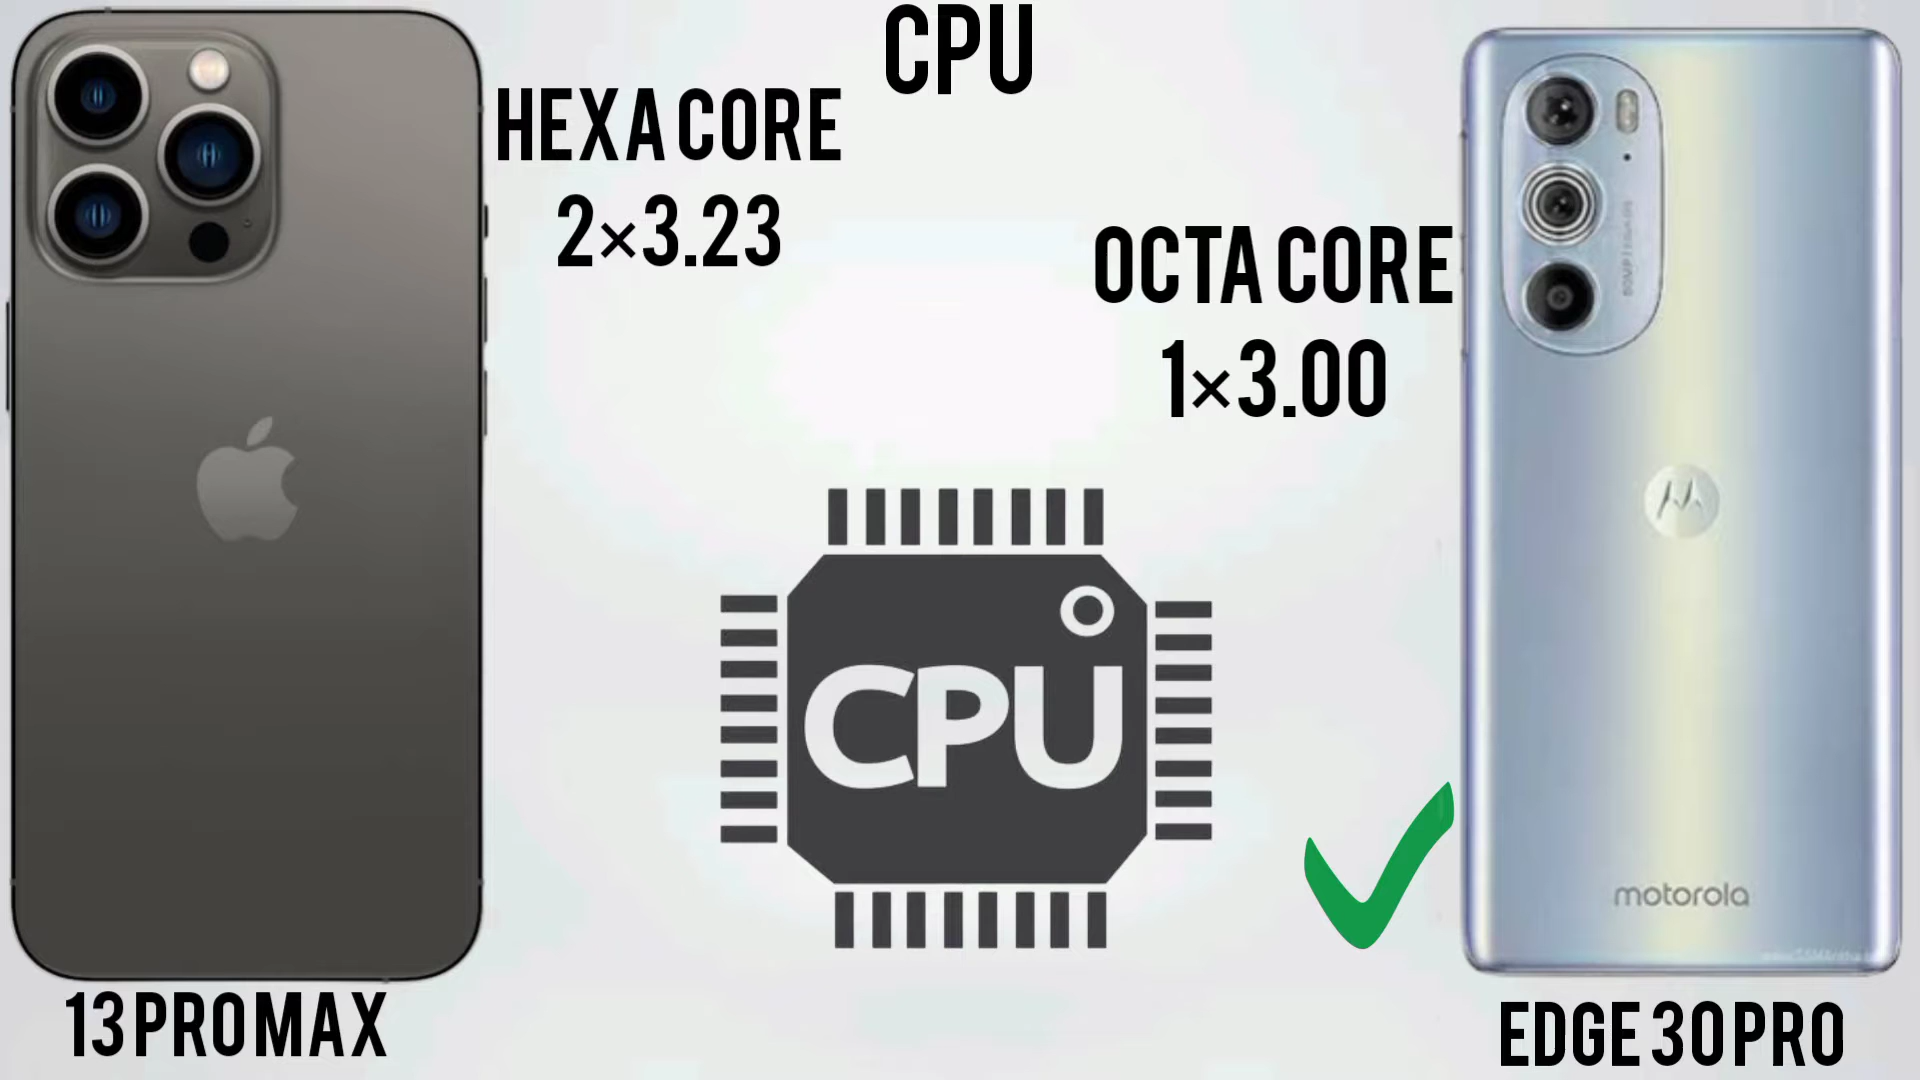 CPU
HEXA CORE
2×3.23
OCTA CORE
1×3.00
CPU
motorola
13 PRO MAX
EDGE 30 PRO